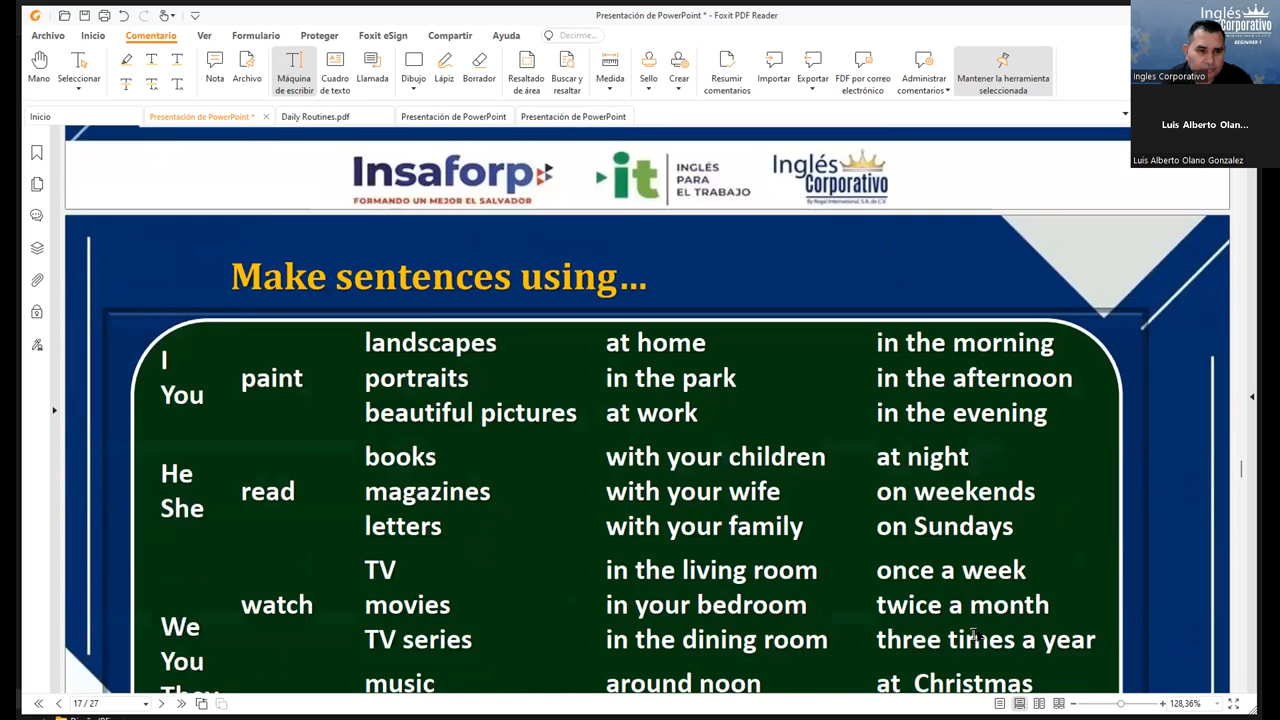 Presentación de PowerPoint * - Foxit PDF Reader
Archivo Inicio Comentario Ver Formulario Proteger Foxit eSign Compartir Ayuda Decirme...
Mano Seleccionar Nota Archivo Máquina de escribir Cuadro de texto Llamada Dibujo Lápiz Borrador Resaltado de área Buscar y resaltar Medida Sello Crear Resumir comentarios Importar Exportar PDF por correo electrónico Administrar comentarios Mantener la herramienta seleccionada
Inicio Presentación de PowerPoint * Daily Routines.pdf Presentación de PowerPoint Presentación de PowerPoint
Inglés
Corporativo
BEGINNER 1
Ingles Corporativo
Luis Alberto Olan...
Luis Alberto Olano Gonzalez
Insaforp
FORMANDO UN MEJOR EL SALVADOR
it INGLÉS PARA EL TRABAJO
Inglés
Corporativo
By Regal International, S.A. de C.V.
Make sentences using...
I
You
paint
landscapes at home in the morning
portraits in the park in the afternoon
beautiful pictures at work in the evening
He
She
read
books with your children at night
magazines with your wife on weekends
letters with your family on Sundays
We
You
They
watch
TV in the living room once a week
movies in your bedroom twice a month
TV series in the dining room three times a year
music around noon at Christmas
17 / 27
128,36%